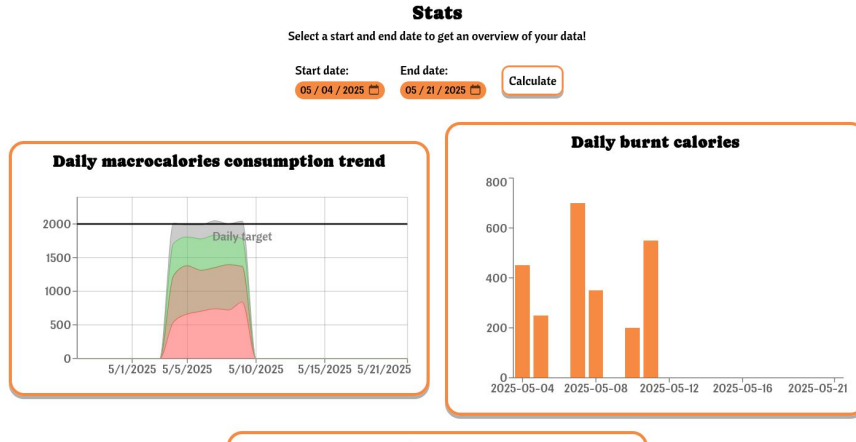 Stats
Select a start and end date to get an overview of your data!
Start date:
End date:
05 / 04 / 2025
05 / 21 / 2025
Calculate
Daily macrocalories consumption trend
2000
1500
1000
500
0
Daily target
5/1/2025 5/5/2025 5/10/2025 5/15/2025 5/21/2025
Daily burnt calories
800
600
400
200
0
2025-05-04 2025-05-08 2025-05-12 2025-05-16 2025-05-21